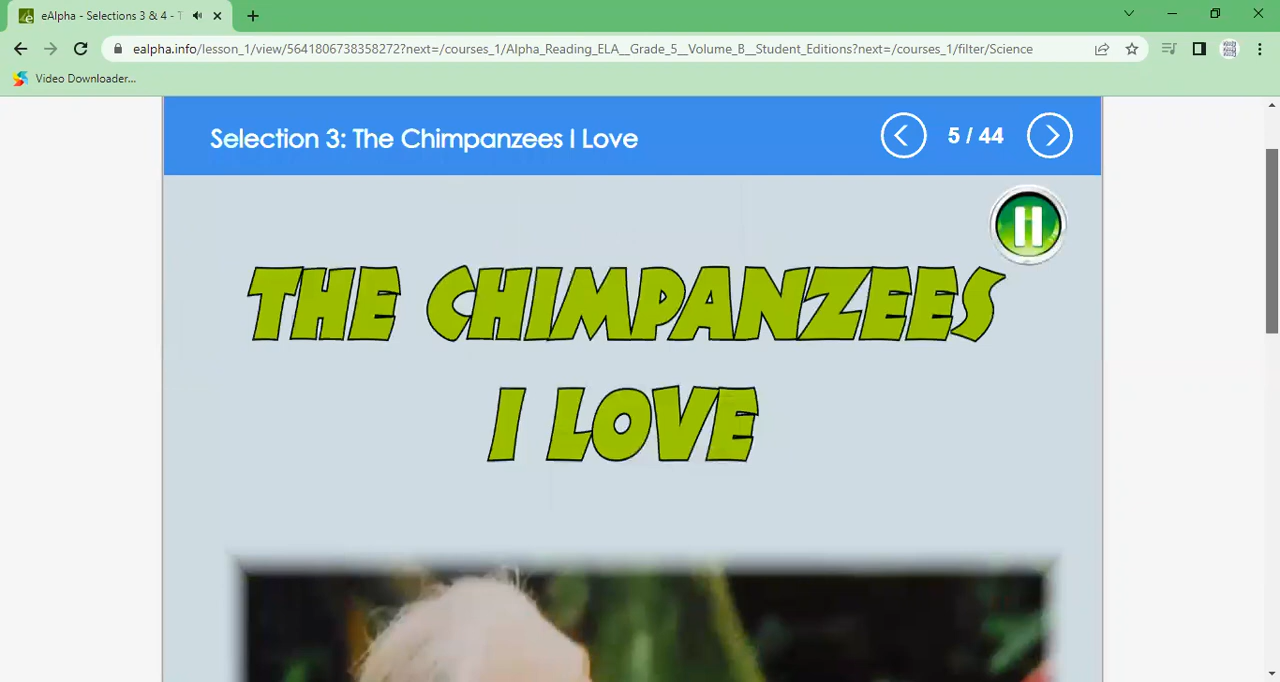 eAlpha - Selections 3 & 4 - T
ealpha.info/lesson_1/view/5641806738358272?next=/courses_1/Alpha_Reading_ELA__Grade_5__Volume_B__Student_Editions?next=/courses_1/filter/Science
Video Downloader...
Selection 3: The Chimpanzees I Love
5 / 44
THE CHIMPANZEES
I LOVE